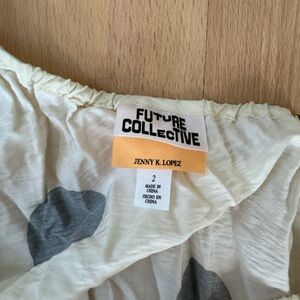 FUTURE
COLLECTIVE
JENNY K. LOPEZ
2
MADE IN
CHINA
HECHO EN
CHINA